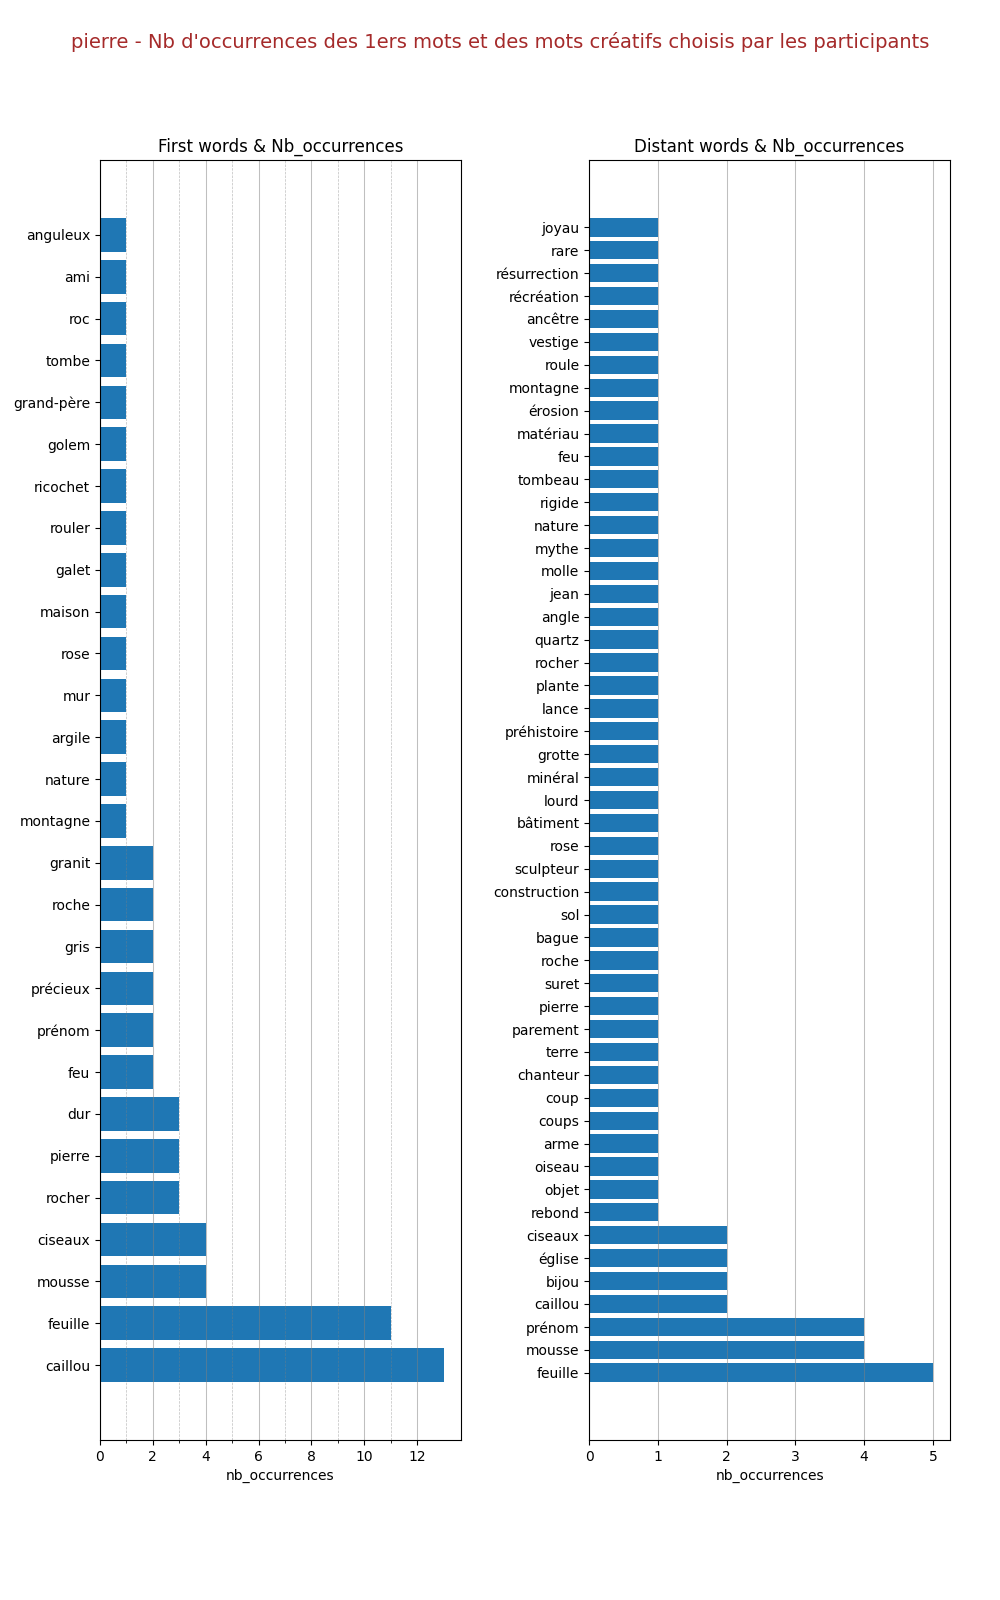 pierre - Nb d'occurrences des 1ers mots et des mots créatifs choisis par les participants
First words & Nb_occurrences
anguleux
ami
roc
tombe
grand-père
golem
ricochet
rouler
galet
maison
rose
mur
argile
nature
montagne
granit
roche
gris
précieux
prénom
feu
dur
pierre
rocher
ciseaux
mousse
feuille
caillou
0 2 4 6 8 10 12
nb_occurrences
Distant words & Nb_occurrences
joyau
rare
résurrection
récréation
ancêtre
vestige
roule
montagne
érosion
matériau
feu
tombeau
rigide
nature
mythe
molle
jean
angle
quartz
rocher
plante
lance
préhistoire
grotte
minéral
lourd
bâtiment
rose
sculpteur
construction
sol
bague
roche
suret
pierre
parement
terre
chanteur
coup
coups
arme
oiseau
objet
rebond
ciseaux
église
bijou
caillou
prénom
mousse
feuille
0 1 2 3 4 5
nb_occurrences